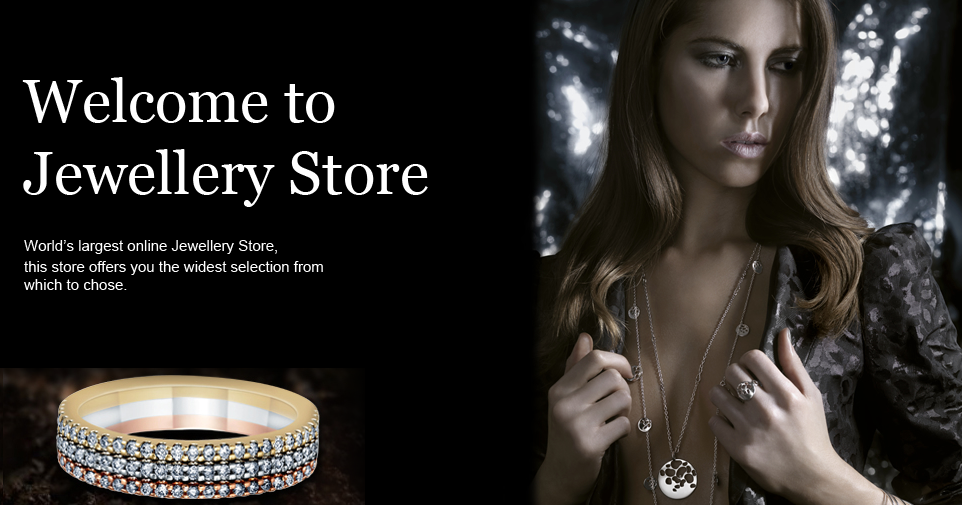 Welcome to
Jewellery Store
World’s largest online Jewellery Store,
this store offers you the widest selection from
which to chose.